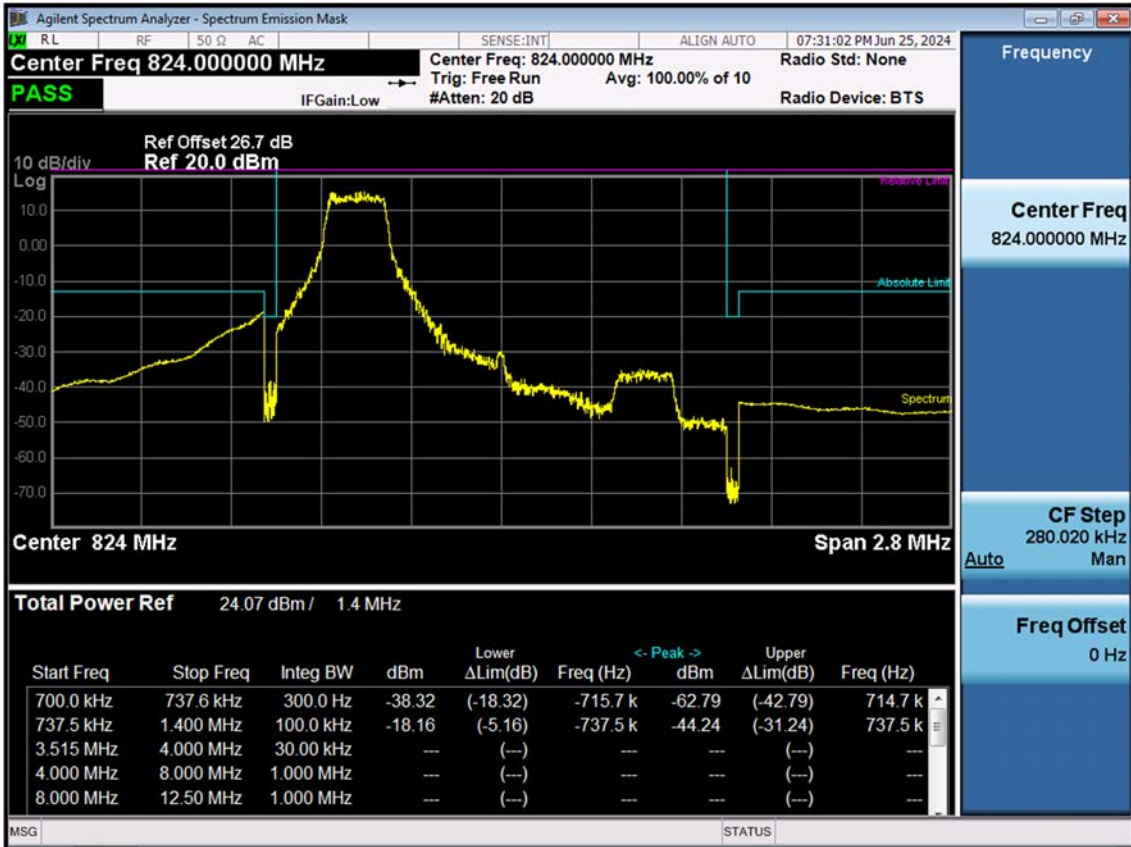 Agilent Spectrum Analyzer - Spectrum Emission Mask
LXI RL RF 50 Ω AC SENSE:INT ALIGN AUTO 07:31:02 PM Jun 25, 2024
Center Freq 824.000000 MHz Center Freq: 824.000000 MHz Radio Std: None
Trig: Free Run Avg: 100.00% of 10
PASS IFGain:Low #Atten: 20 dB Radio Device: BTS
Ref Offset 26.7 dB
10 dB/div Ref 20.0 dBm
Log
Relative Limit
10.0
0.00
-10.0
Absolute Limit
-20.0
-30.0
-40.0
Spectrum
-50.0
-60.0
-70.0
Center 824 MHz Span 2.8 MHz
Total Power Ref 24.07 dBm / 1.4 MHz
Lower <- Peak -> Upper
Start Freq Stop Freq Integ BW dBm ΔLim(dB) Freq (Hz) dBm ΔLim(dB) Freq (Hz)
700.0 kHz 737.6 kHz 300.0 Hz -38.32 (-18.32) -715.7 k -62.79 (-42.79) 714.7 k
737.5 kHz 1.400 MHz 100.0 kHz -18.16 (-5.16) -737.5 k -44.24 (-31.24) 737.5 k
3.515 MHz 4.000 MHz 30.00 kHz --- (---) --- --- (---) ---
4.000 MHz 8.000 MHz 1.000 MHz --- (---) --- --- (---) ---
8.000 MHz 12.50 MHz 1.000 MHz --- (---) --- --- (---) ---
MSG STATUS
Frequency
Center Freq
824.000000 MHz
CF Step
280.020 kHz
Auto Man
Freq Offset
0 Hz